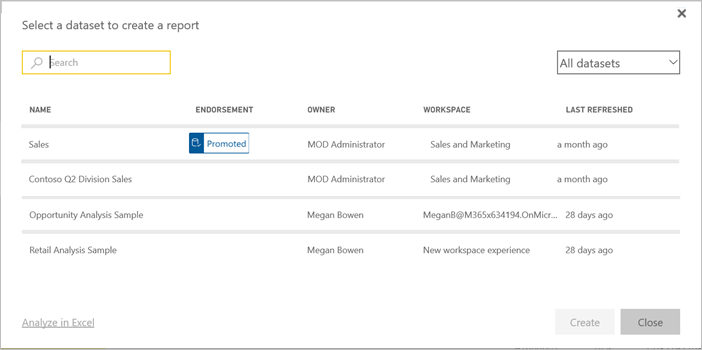 Select a dataset to create a report
Search
All datasets
NAME ENDORSEMENT OWNER WORKSPACE LAST REFRESHED
Sales Promoted MOD Administrator Sales and Marketing a month ago
Contoso Q2 Division Sales MOD Administrator Sales and Marketing a month ago
Opportunity Analysis Sample Megan Bowen MeganB@M365x634194.OnMicr... 28 days ago
Retail Analysis Sample Megan Bowen New workspace experience 28 days ago
Analyze in Excel Create Close